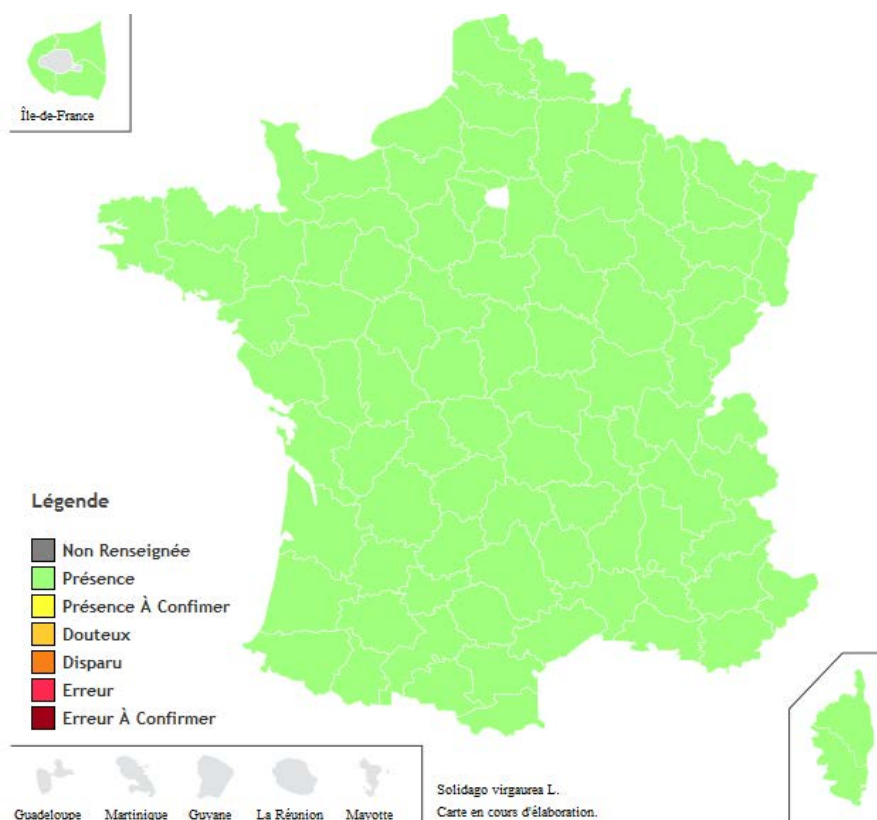 Île-de-France
Légende
Non Renseignée
Présence
Présence À Confimer
Douteux
Disparu
Erreur
Erreur À Confirmer
Guadeloupe Martinique Guyane La Réunion Mayotte
Solidago virgaurea L.
Carte en cours d'élaboration.